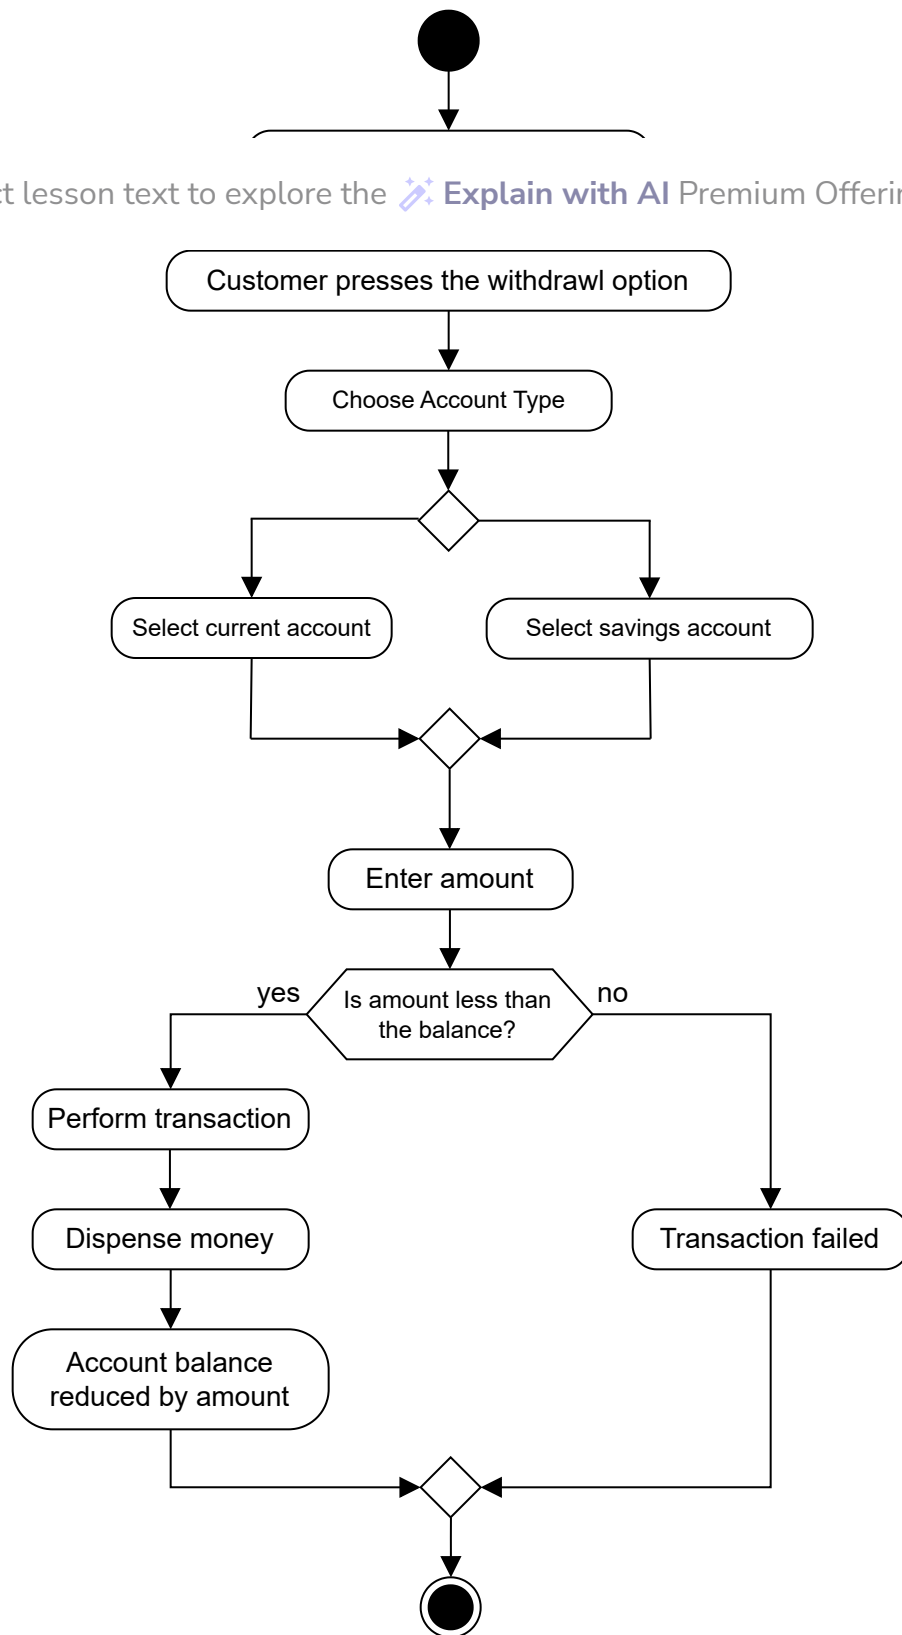 ct lesson text to explore the Explain with AI Premium Offerin
Customer presses the withdrawl option
Choose Account Type
Select current account
Select savings account
Enter amount
yes
Is amount less than
the balance?
no
Perform transaction
Dispense money
Transaction failed
Account balance
reduced by amount